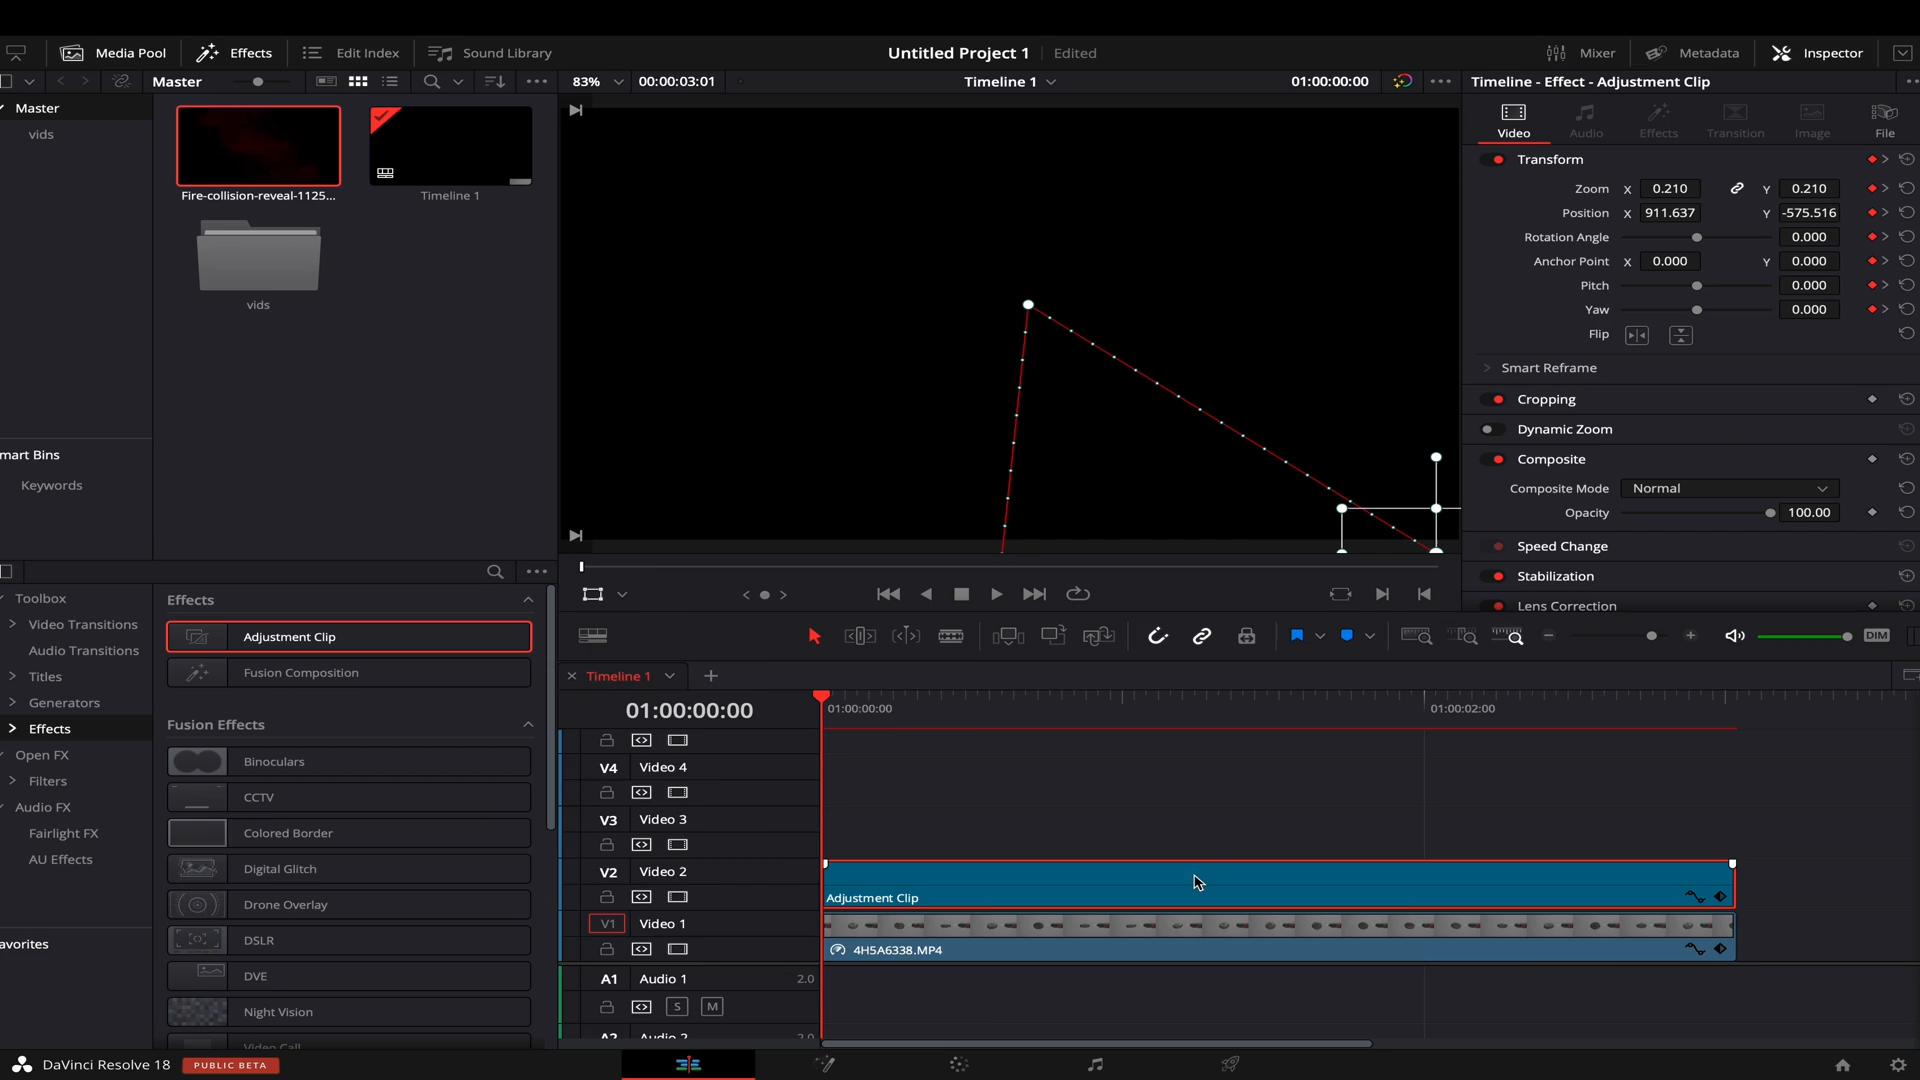 Media Pool
Effects
Edit Index
Sound Library
Untitled Project 1
Edited
Mixer
Metadata
Inspector
Master
83%
00:00:03:01
Timeline 1
01:00:00:00
Timeline - Effect - Adjustment Clip
Master
vids
Fire-collision-reveal-1125...
Timeline 1
vids
mart Bins
Keywords
Video
Audio
Effects
Transition
Image
File
Transform
Zoom X 0.210 Y 0.210
Position X 911.637 Y -575.516
Rotation Angle 0.000
Anchor Point X 0.000 Y 0.000
Pitch 0.000
Yaw 0.000
Flip
Smart Reframe
Cropping
Dynamic Zoom
Composite
Composite Mode Normal
Opacity 100.00
Speed Change
Stabilization
Lens Correction
Toolbox
Video Transitions
Audio Transitions
Titles
Generators
Effects
Open FX
Filters
Audio FX
Fairlight FX
AU Effects
avorites
Effects
Adjustment Clip
Fusion Composition
Fusion Effects
Binoculars
CCTV
Colored Border
Digital Glitch
Drone Overlay
DSLR
DVE
Night Vision
Video Call
DIM
Timeline 1
01:00:00:00
01:00:00:00
01:00:02:00
V4 Video 4
V3 Video 3
V2 Video 2
Adjustment Clip
V1 Video 1
4H5A6338.MP4
A1 Audio 1 2.0
S M
A2 Audio 2 2.0
DaVinci Resolve 18
PUBLIC BETA